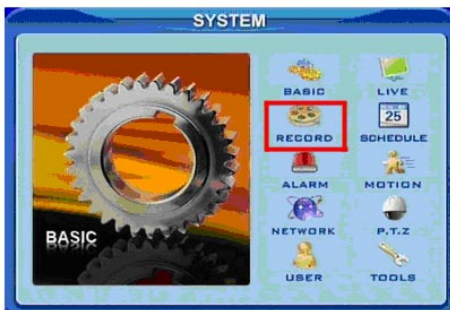 SYSTEM
BASIC
BASIC LIVE
RECORD 25 SCHEDULE
ALARM MOTION
NETWORK P.T.Z
USER TOOLS